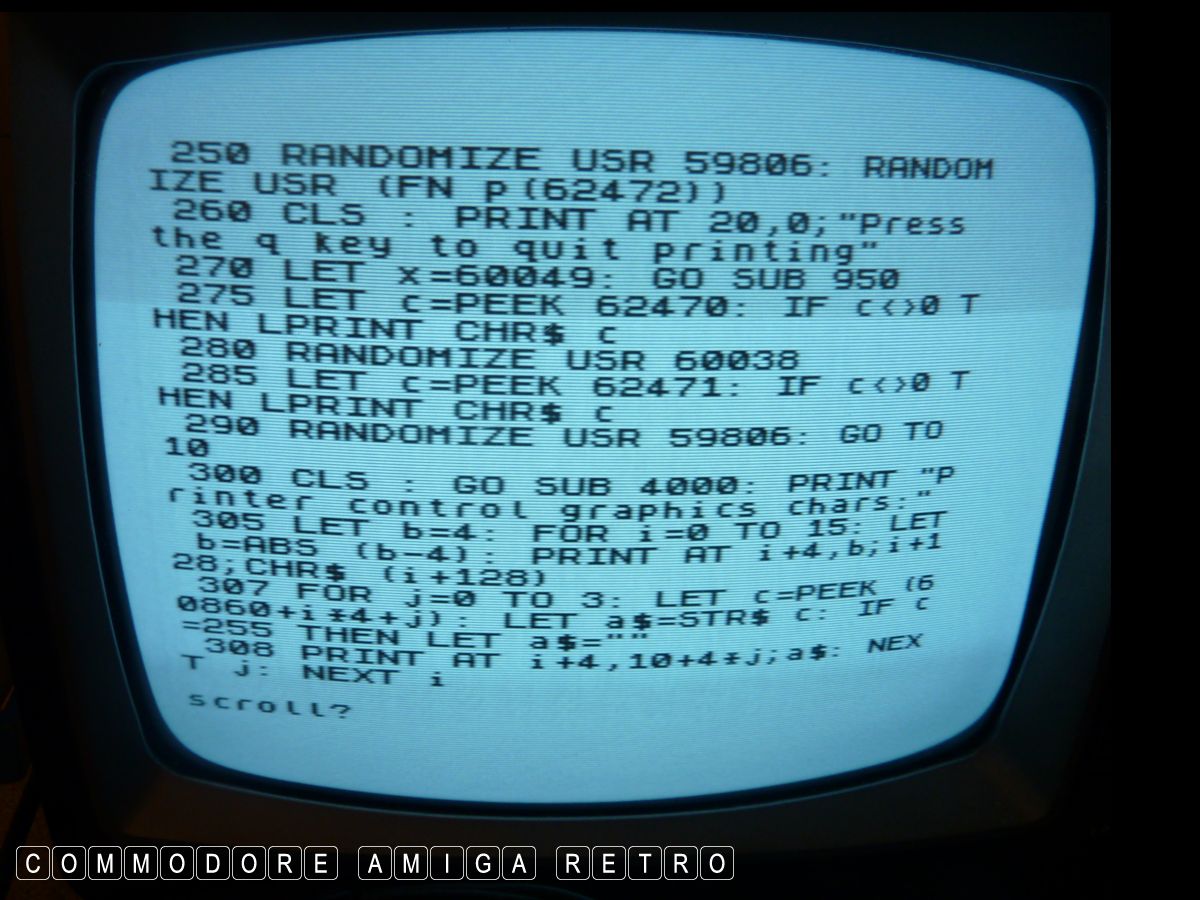 250 RANDOMIZE USR 59806: RANDOM
IZE USR (FN p(62472))
260 CLS : PRINT AT 20,0;"Press
the q key to quit printing"
270 LET x=60049: GO SUB 950
275 LET c=PEEK 62470: IF c<>0 T
HEN LPRINT CHR$ c
280 RANDOMIZE USR 60038
285 LET c=PEEK 62471: IF c<>0 T
HEN LPRINT CHR$ c
290 RANDOMIZE USR 59806: GO TO
10
300 CLS : GO SUB 4000: PRINT "P
rinter control graphics chars:"
305 LET b=4: FOR i=0 TO 15: LET
b=ABS (b-4): PRINT AT i+4,b;i+1
28;CHR$ (i+128)
307 FOR j=0 TO 3: LET c=PEEK (6
0860+i*4+j): LET a$=STR$ c: IF c
=255 THEN LET a$=""
308 PRINT AT i+4,10+4*j;a$: NEX
T j: NEXT i
scroll?
COMMODORE AMIGA RETRO